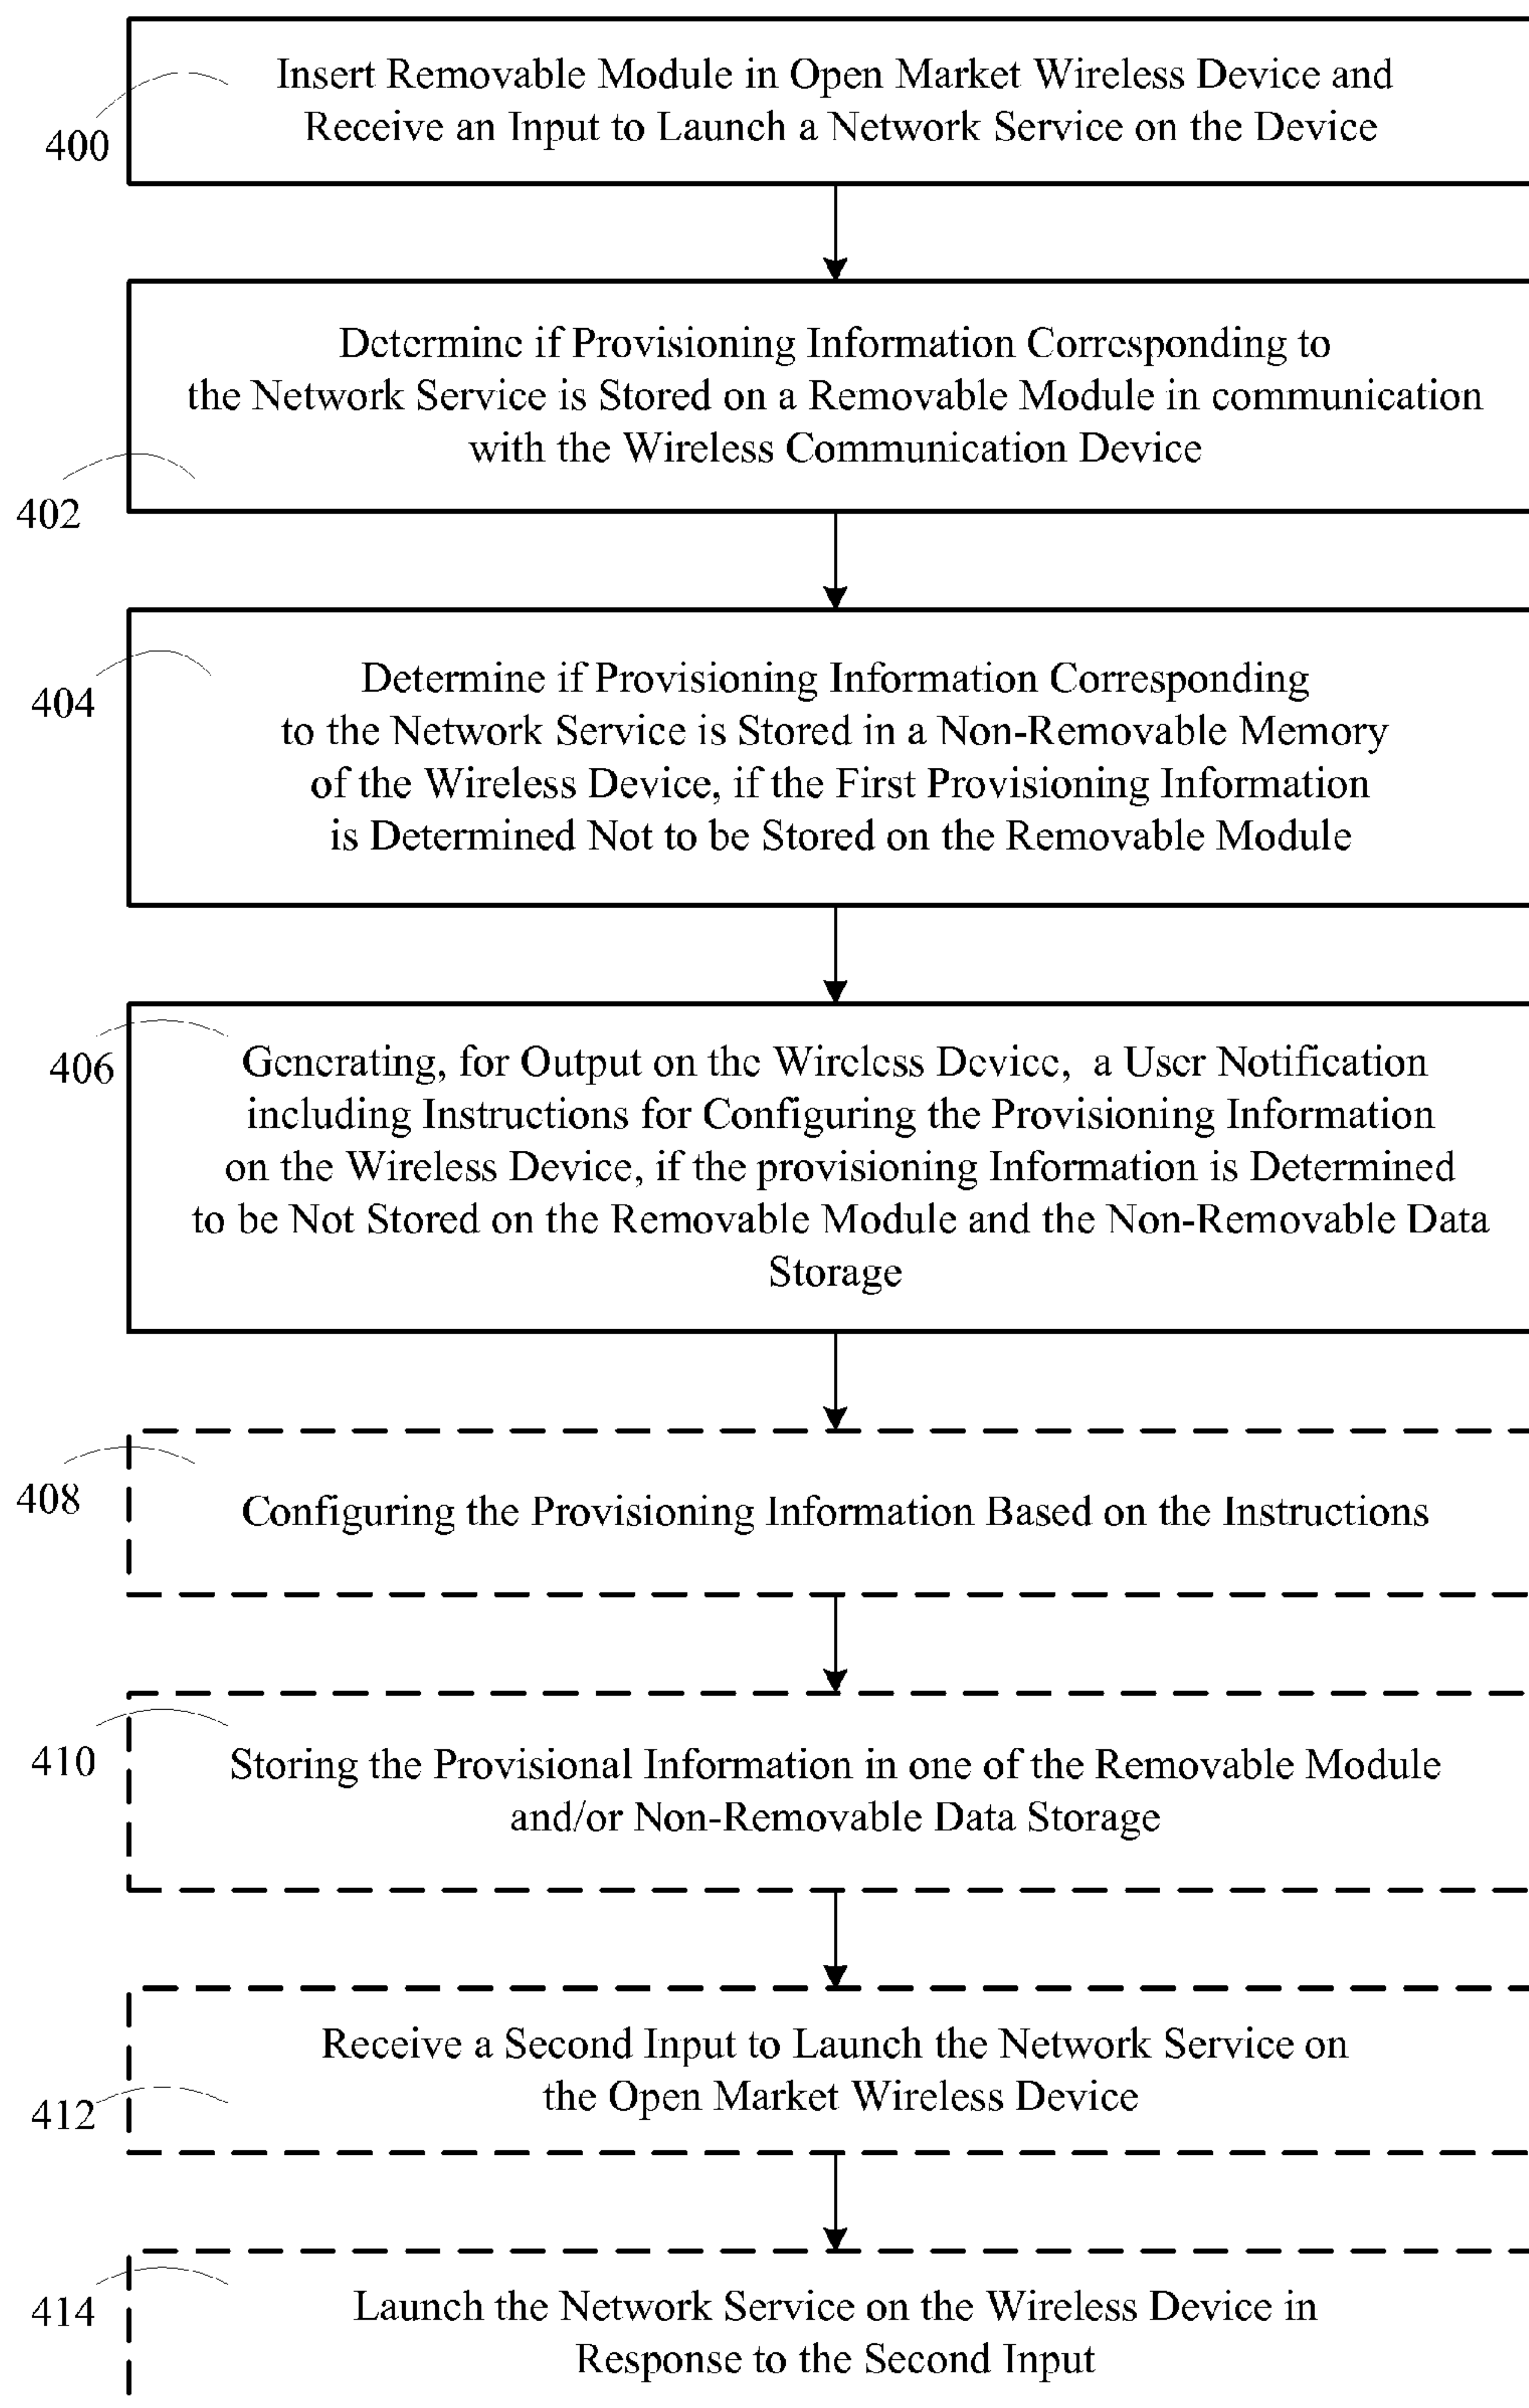 Insert Removable Module in Open Market Wireless Device and
Receive an Input to Launch a Network Service on the Device
400
Determine if Provisioning Information Corresponding to
the Network Service is Stored on a Removable Module in communication
with the Wireless Communication Device
402
Determine if Provisioning Information Corresponding
to the Network Service is Stored in a Non-Removable Memory
of the Wireless Device, if the First Provisioning Information
is Determined Not to be Stored on the Removable Module
404
Generating, for Output on the Wireless Device, a User Notification
including Instructions for Configuring the Provisioning Information
on the Wireless Device, if the provisioning Information is Determined
to be Not Stored on the Removable Module and the Non-Removable Data
Storage
406
Configuring the Provisioning Information Based on the Instructions
408
Storing the Provisional Information in one of the Removable Module
and/or Non-Removable Data Storage
410
Receive a Second Input to Launch the Network Service on
the Open Market Wireless Device
412
Launch the Network Service on the Wireless Device in
Response to the Second Input
414